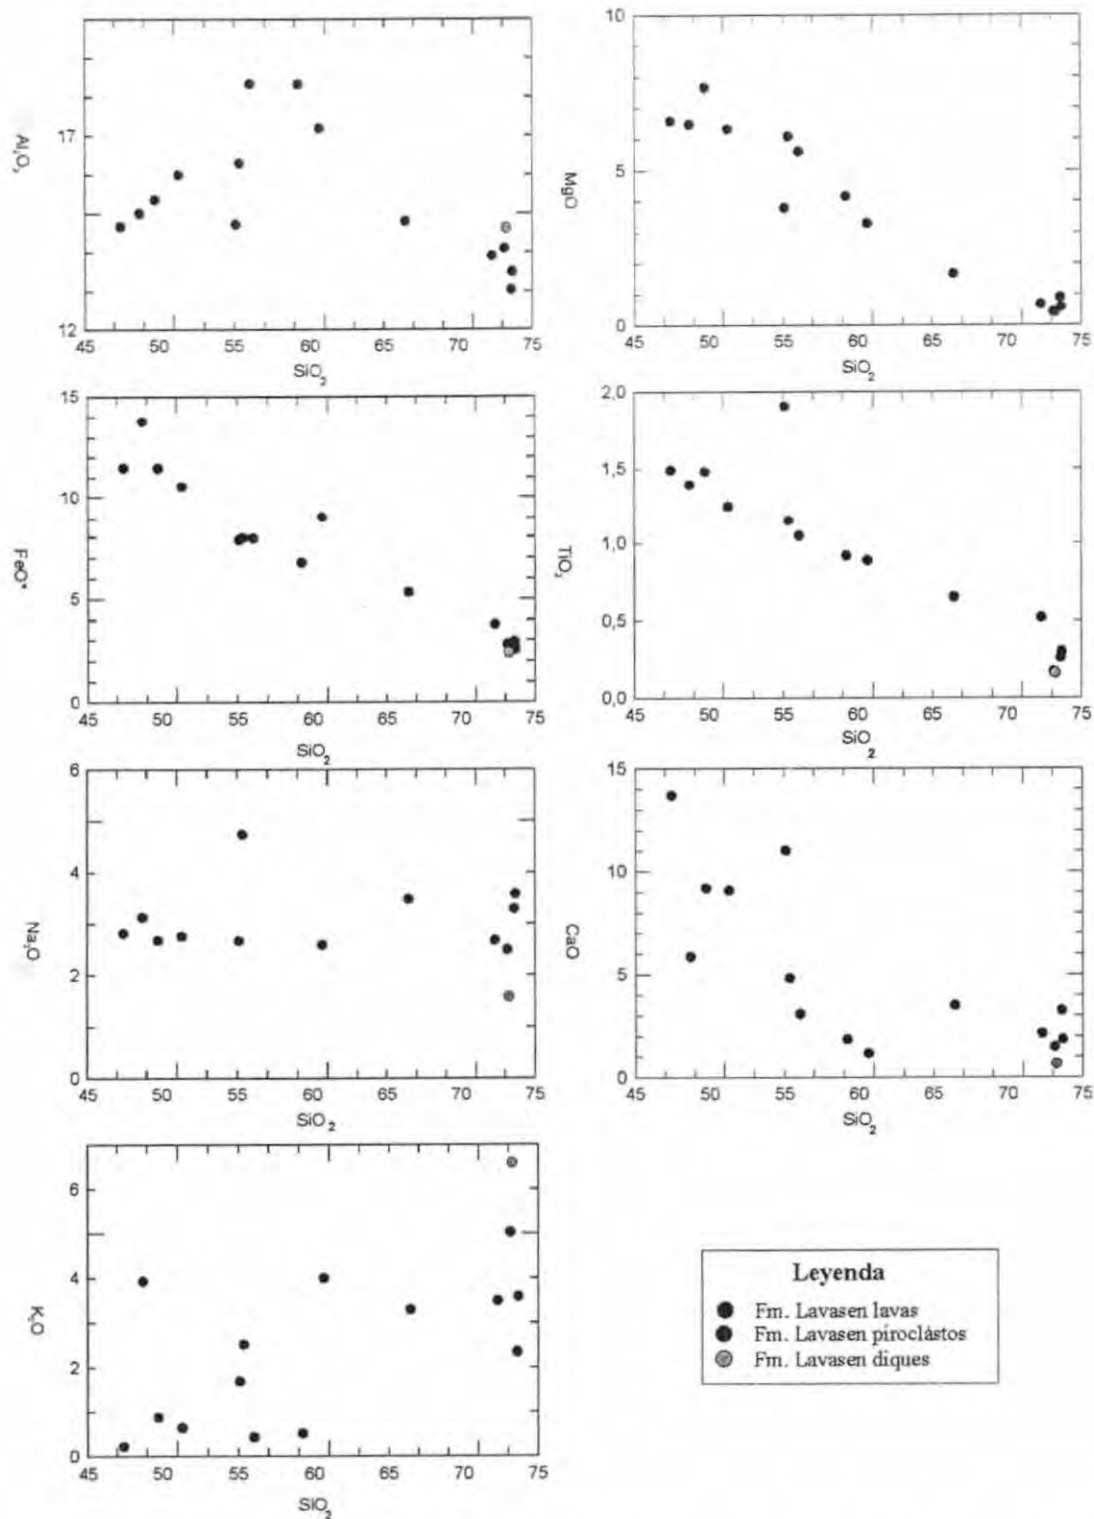 Al₂O₃
17
12
45 50 55 60 65 70 75
SiO₂
MgO
10
5
0
45 50 55 60 65 70 75
SiO₂
FeO*
15
10
5
0
45 50 55 60 65 70 75
SiO₂
TiO₂
2,0
1,5
1,0
0,5
0,0
45 50 55 60 65 70 75
SiO₂
Na₂O
6
4
2
0
45 50 55 60 65 70 75
SiO₂
CaO
15
10
5
0
45 50 55 60 65 70 75
SiO₂
K₂O
6
4
2
0
45 50 55 60 65 70 75
SiO₂
Leyenda
Fm. Lavasen lavas
Fm. Lavasen piroclástos
Fm. Lavasen diques